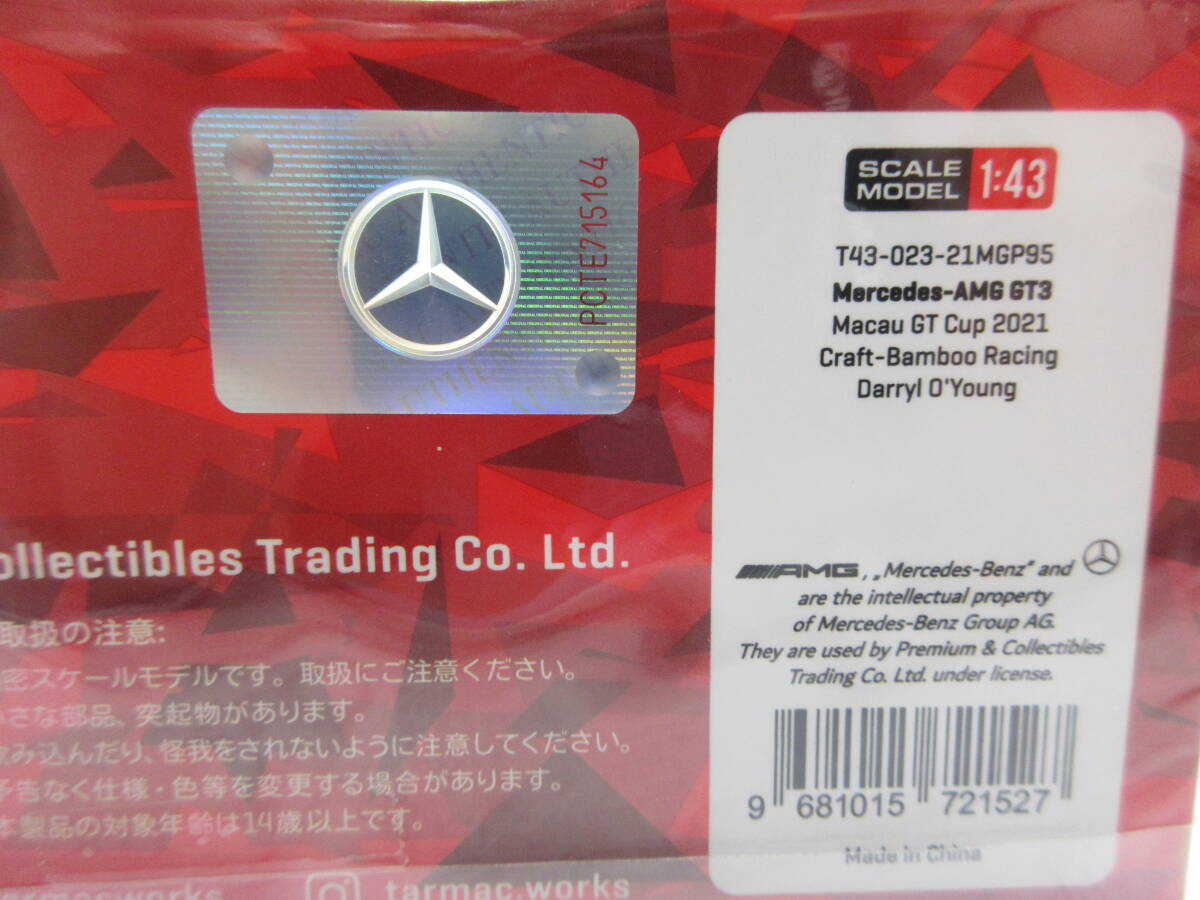 AUTHENTIC
P0TE715164
ollectibles Trading Co. Ltd.
取扱の注意:
密スケールモデルです。取扱にご注意ください。
小さな部品、突起物があります。
飲み込んだり、怪我をされないように注意してください。
予告なく仕様・色等を変更する場合があります。
本製品の対象年齢は14歳以上です。
tarmacworks
tarmac.works
SCALE
MODEL 1:43
T43-023-21MGP95
Mercedes-AMG GT3
Macau GT Cup 2021
Craft-Bamboo Racing
Darryl O'Young
AMG, „Mercedes-Benz" and
are the intellectual property
of Mercedes-Benz Group AG.
They are used by Premium & Collectibles
Trading Co. Ltd. under license.
9 681015 721527
Made in China